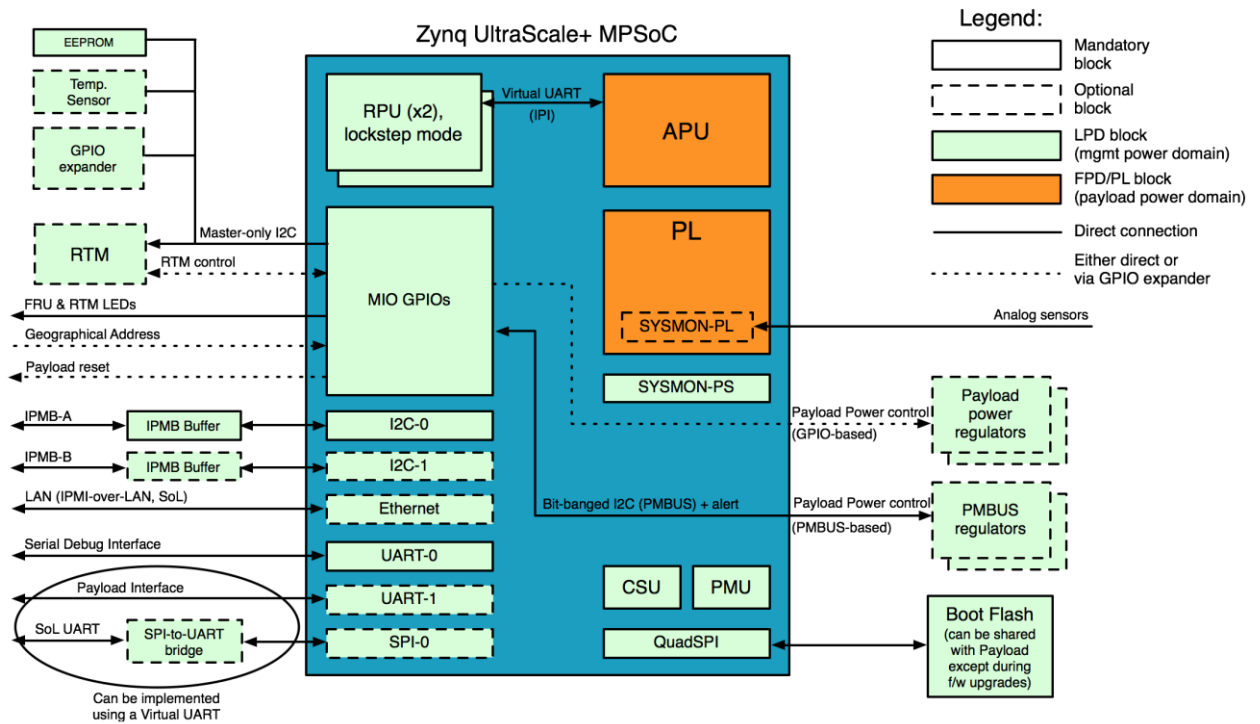 Zynq UltraScale+ MPSoC
Legend:
Mandatory
block
Optional
block
LPD block
(mgmt power domain)
FPD/PL block
(payload power domain)
Direct connection
Either direct or
via GPIO expander
EEPROM
Temp.
Sensor
GPIO
expander
RTM
Master-only I2C
RTM control
FRU & RTM LEDs
Geographical Address
Payload reset
IPMB-A
IPMB Buffer
IPMB-B
IPMB Buffer
LAN (IPMI-over-LAN, SoL)
Serial Debug Interface
Payload Interface
SoL UART
SPI-to-UART
bridge
Can be implemented
using a Virtual UART
RPU (x2),
lockstep mode
Virtual UART
(IPI)
APU
MIO GPIOs
PL
SYSMON-PL
SYSMON-PS
I2C-0
I2C-1
Ethernet
Bit-banged I2C (PMBUS) + alert
UART-0
UART-1
SPI-0
CSU
PMU
QuadSPI
Analog sensors
Payload Power control
(GPIO-based)
Payload
power
regulators
Payload Power control
(PMBUS-based)
PMBUS
regulators
Boot Flash
(can be shared
with Payload
except during
f/w upgrades)